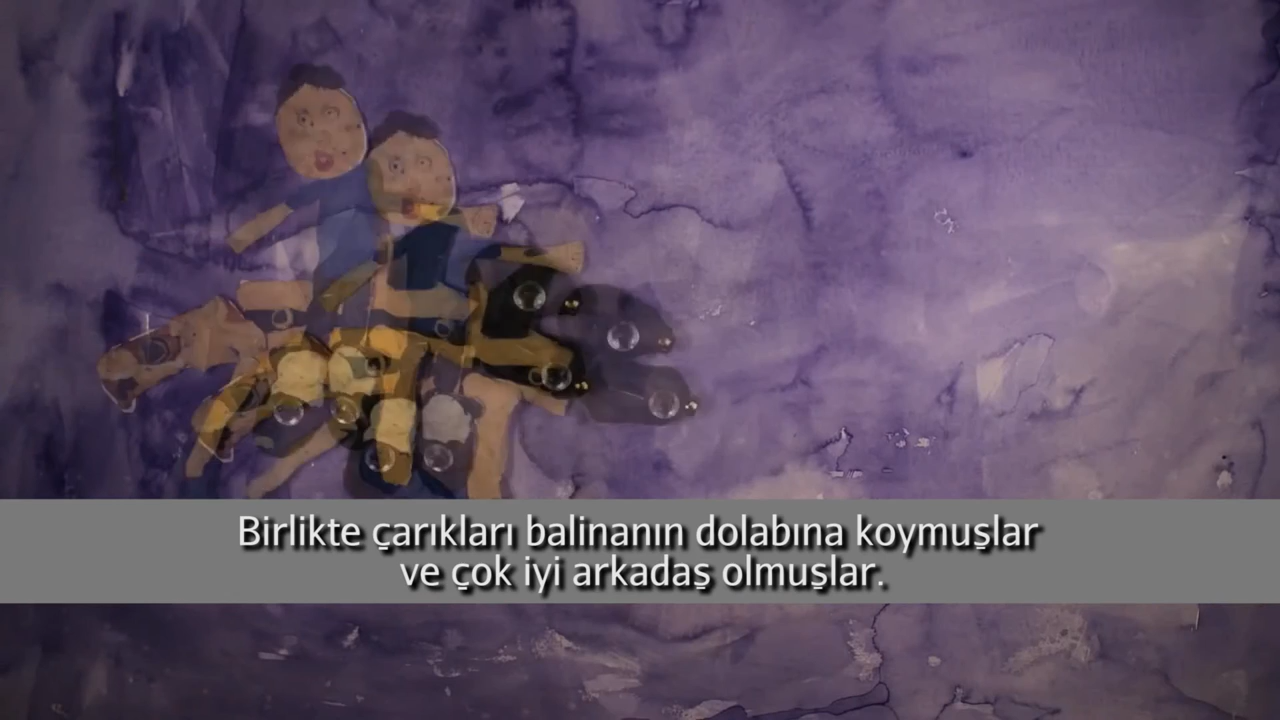 Birlikte çarıkları balinanın dolabına koymuşlar
ve çok iyi arkadaş olmuşlar.